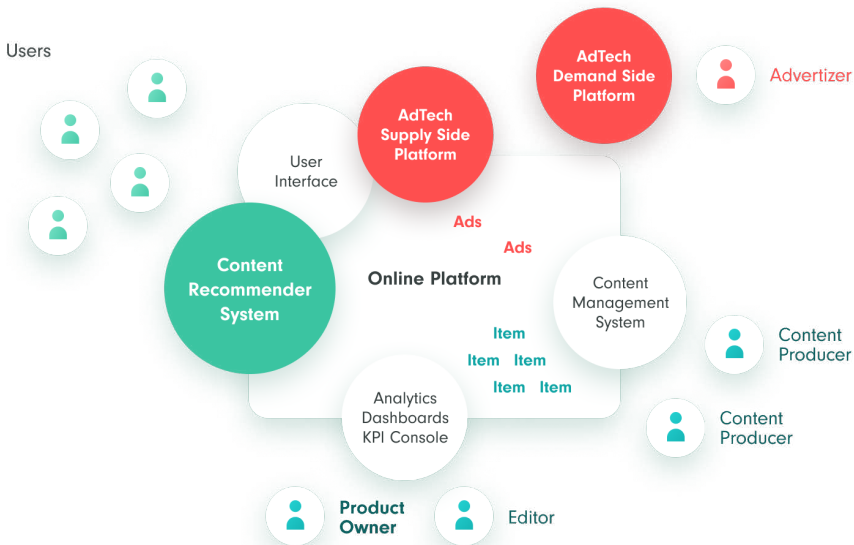 Users
AdTech
Demand Side
Platform
Advertizer
AdTech
Supply Side
Platform
User
Interface
Ads
Ads
Content
Recommender
System
Online Platform
Content
Management
System
Item
Item Item
Item Item
Content
Producer
Analytics
Dashboards
KPI Console
Content
Producer
Product
Owner
Editor